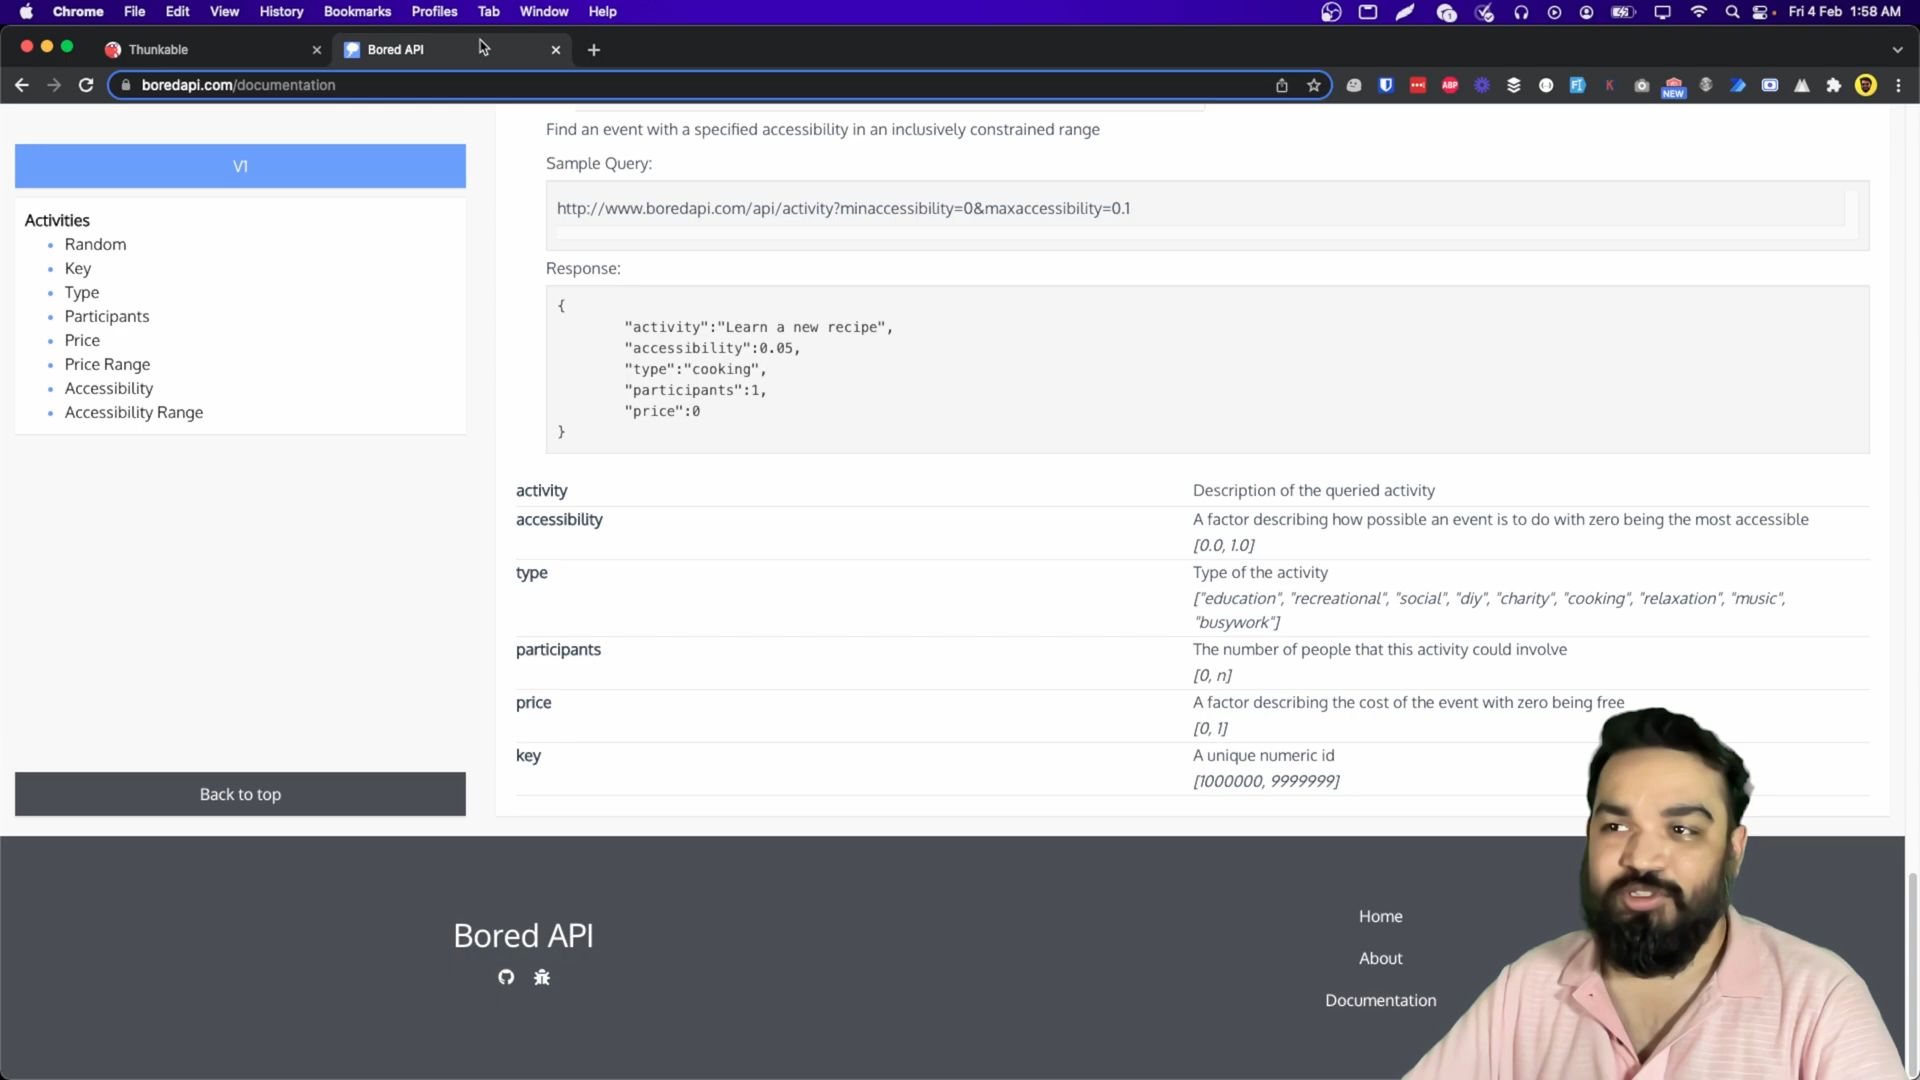 Chrome File Edit View History Bookmarks Profiles Tab Window Help Fri 4 Feb 1:58 AM
Thunkable Bored API
boredapi.com/documentation
ABP
NEW
Find an event with a specified accessibility in an inclusively constrained range
V1
Sample Query:
http://www.boredapi.com/api/activity?minaccessibility=0&maxaccessibility=0.1
Activities
Random
Key
Type
Participants
Price
Price Range
Accessibility
Accessibility Range
Response:
{
"activity":"Learn a new recipe",
"accessibility":0.05,
"type":"cooking",
"participants":1,
"price":0
}
activity Description of the queried activity
accessibility A factor describing how possible an event is to do with zero being the most accessible
[0.0, 1.0]
type Type of the activity
["education", "recreational", "social", "diy", "charity", "cooking", "relaxation", "music",
"busywork"]
participants The number of people that this activity could involve
[0, n]
price A factor describing the cost of the event with zero being free
[0, 1]
key A unique numeric id
[1000000, 9999999]
Back to top
Bored API
Home
About
Documentation